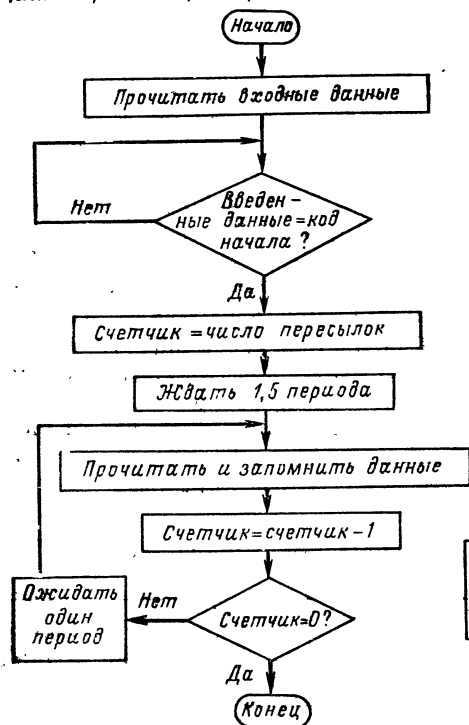 Начало
Прочитать входные данные
Введен-
ные данные=код
начала?
Нет
Да
Счетчик=число пересылок
Ждать 1,5 периода
Прочитать и запомнить данные
Счетчик=счетчик-1
Ожидать
один
период
Нет
Счетчик=0?
Да
Конец